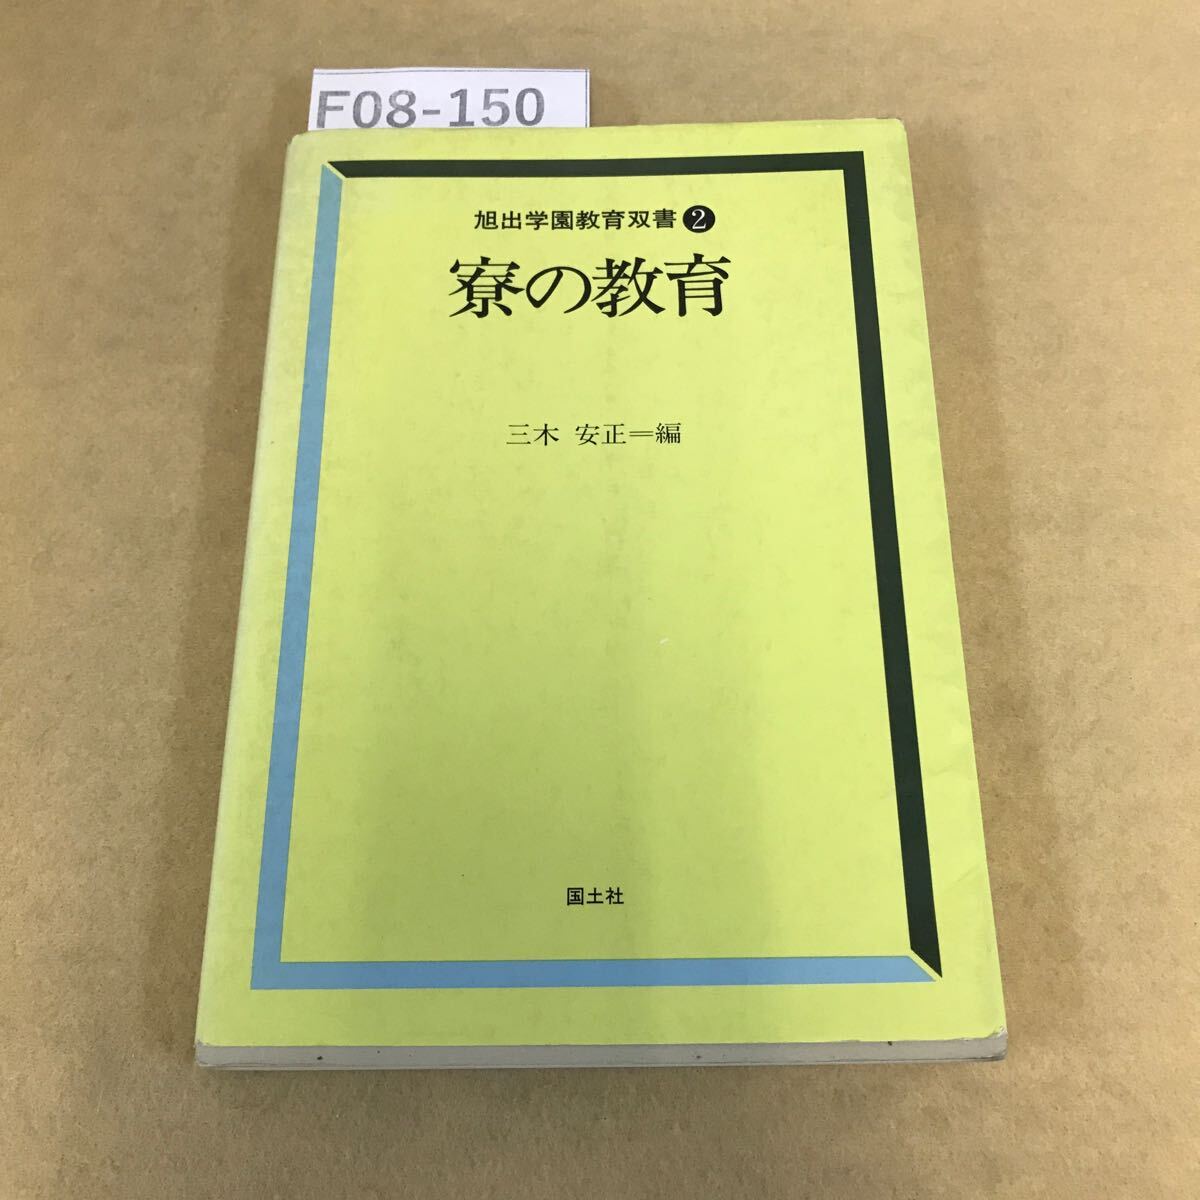 F08-150
旭出学園教育双書❷
寮の教育
三木 安正＝編
国土社